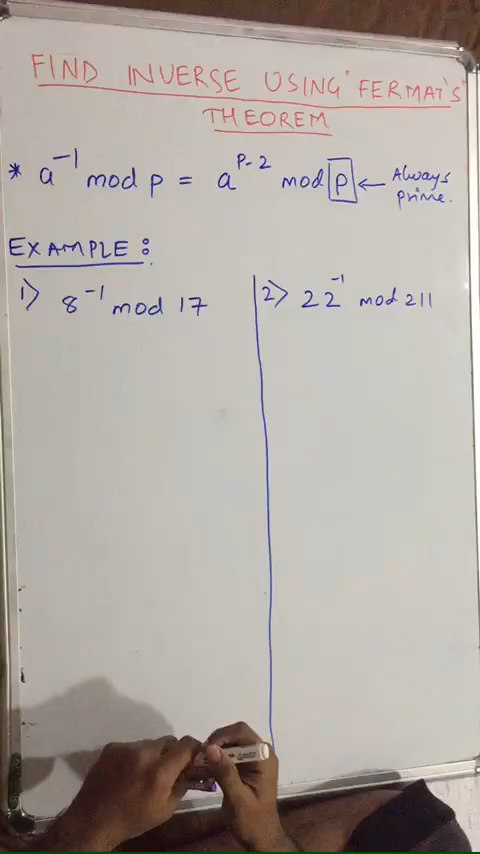 FIND INVERSE USING FERMAT'S
THEOREM
* a⁻¹ mod p = a^(P-2) mod p ← Always
prime.
EXAMPLE:
1) 8⁻¹ mod 17
2) 22⁻¹ mod 211